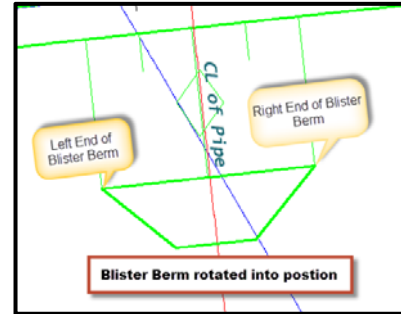 CL of Pipe
Left End of
Blister Berm
Right End of Blister
Berm
Blister Berm rotated into postion